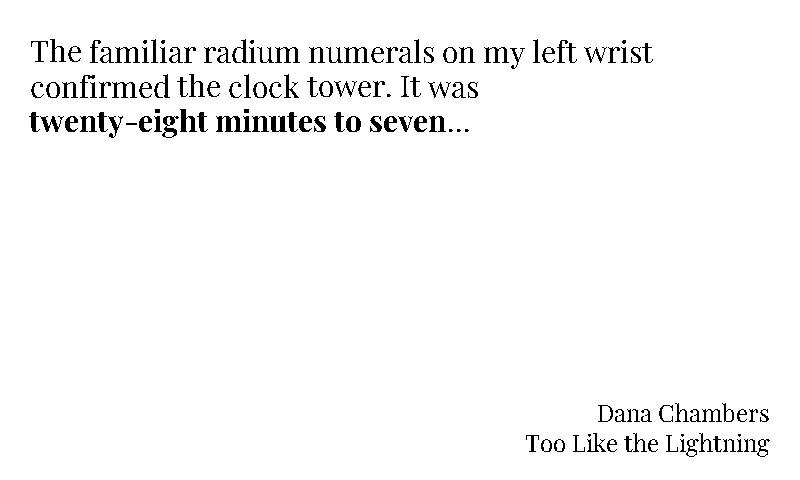 The familiar radium numerals on my left wrist
confirmed the clock tower. It was
twenty-eight minutes to seven...
Dana Chambers
Too Like the Lightning